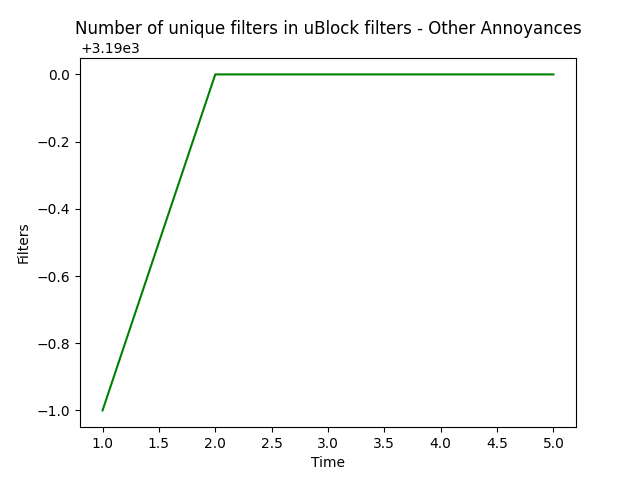 Number of unique filters in uBlock filters - Other Annoyances
+3.19e3
0.0
−0.2
−0.4
−0.6
−0.8
−1.0
Filters
1.0 1.5 2.0 2.5 3.0 3.5 4.0 4.5 5.0
Time